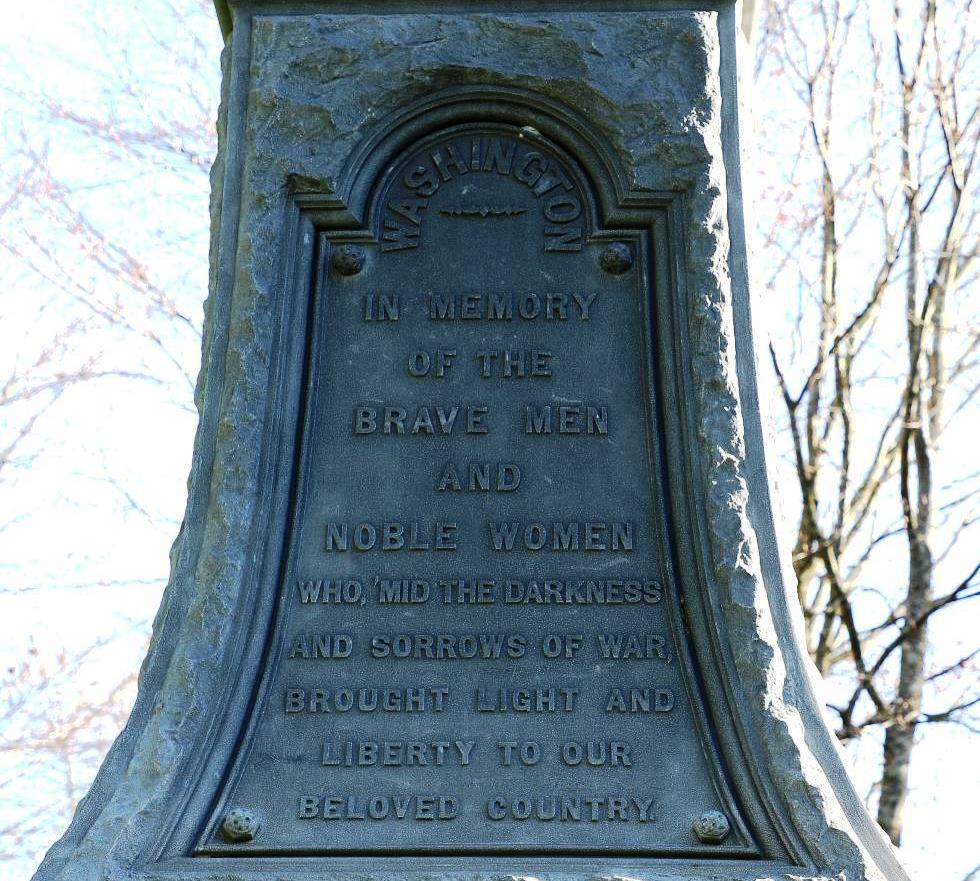 WASHINGTON
IN MEMORY
OF THE
BRAVE MEN
AND
NOBLE WOMEN
WHO, 'MID THE DARKNESS
AND SORROWS OF WAR,
BROUGHT LIGHT AND
LIBERTY TO OUR
BELOVED COUNTRY.